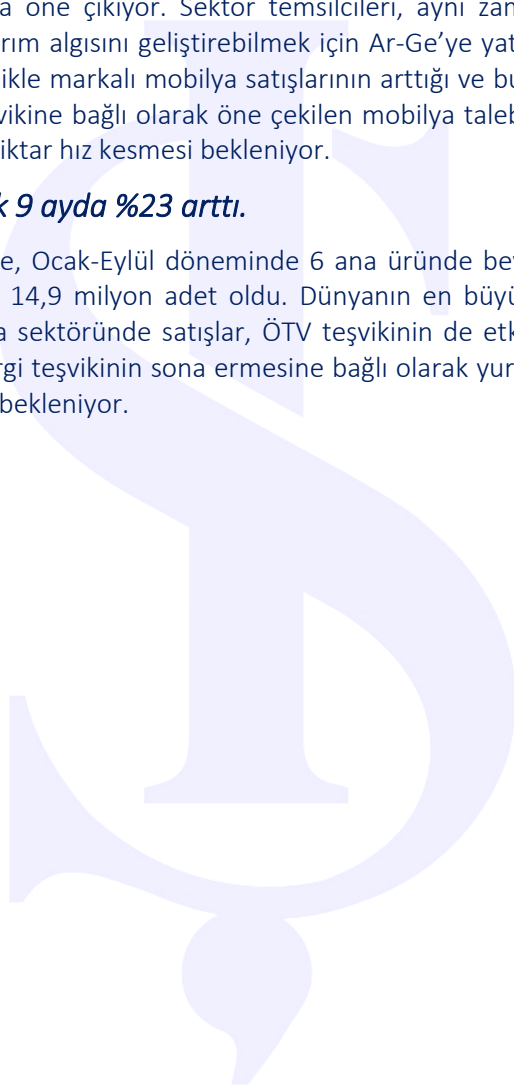 a öne çıkıyor. Sektör temsilcileri, aynı zam
rım algısını geliştirebilmek için Ar-Ge’ye yat
ikle markalı mobilya satışlarının arttığı ve bu
vikine bağlı olarak öne çekilen mobilya taleb
iktar hız kesmesi bekleniyor.
k 9 ayda %23 arttı.
e, Ocak-Eylül döneminde 6 ana üründe bey
14,9 milyon adet oldu. Dünyanın en büyü
a sektöründe satışlar, ÖTV teşvikinin de etk
rgi teşvikinin sona ermesine bağlı olarak yur
bekleniyor.